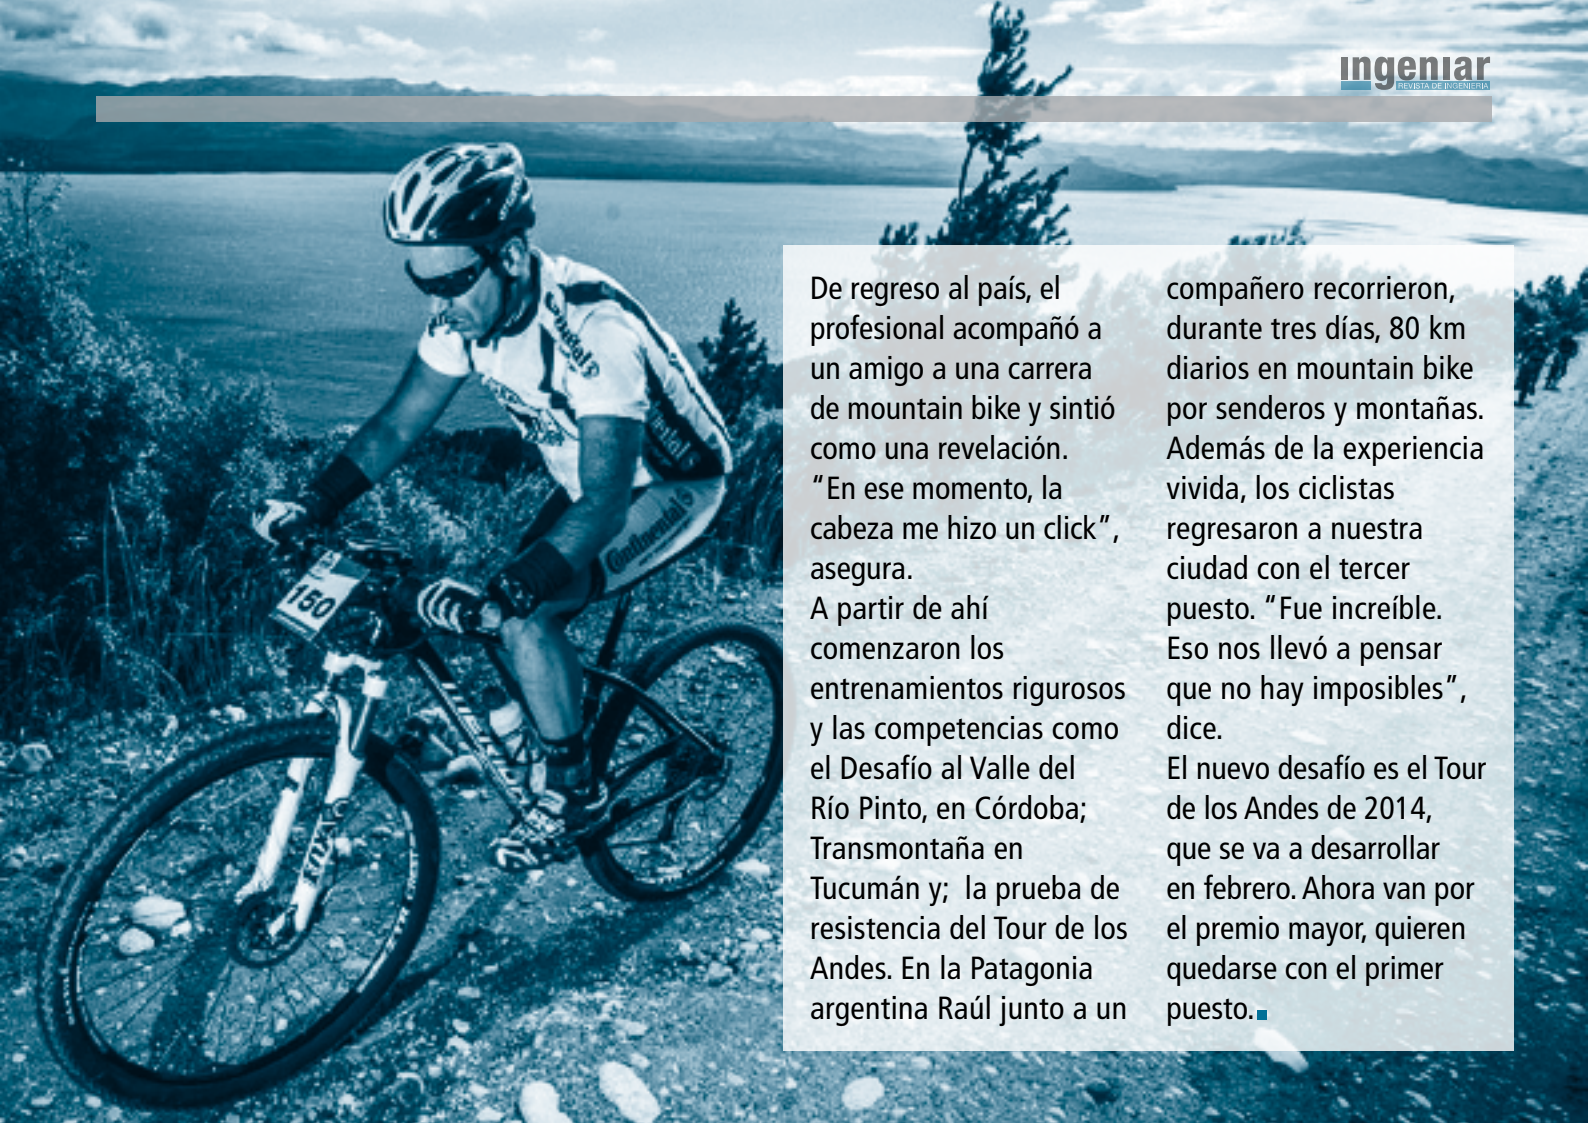 ingeniar
REVISTA DE INGENIERÍA
De regreso al país, el
profesional acompañó a
un amigo a una carrera
de mountain bike y sintió
como una revelación.
“En ese momento, la
cabeza me hizo un click”,
asegura.
A partir de ahí
comenzaron los
entrenamientos rigurosos
y las competencias como
el Desafío al Valle del
Río Pinto, en Córdoba;
Transmontaña en
Tucumán y;  la prueba de
resistencia del Tour de los
Andes. En la Patagonia
argentina Raúl junto a un
compañero recorrieron,
durante tres días, 80 km
diarios en mountain bike
por senderos y montañas.
Además de la experiencia
vivida, los ciclistas
regresaron a nuestra
ciudad con el tercer
puesto. “Fue increíble.
Eso nos llevó a pensar
que no hay imposibles”,
dice.
El nuevo desafío es el Tour
de los Andes de 2014,
que se va a desarrollar
en febrero. Ahora van por
el premio mayor, quieren
quedarse con el primer
puesto.
Continental
150
FOX